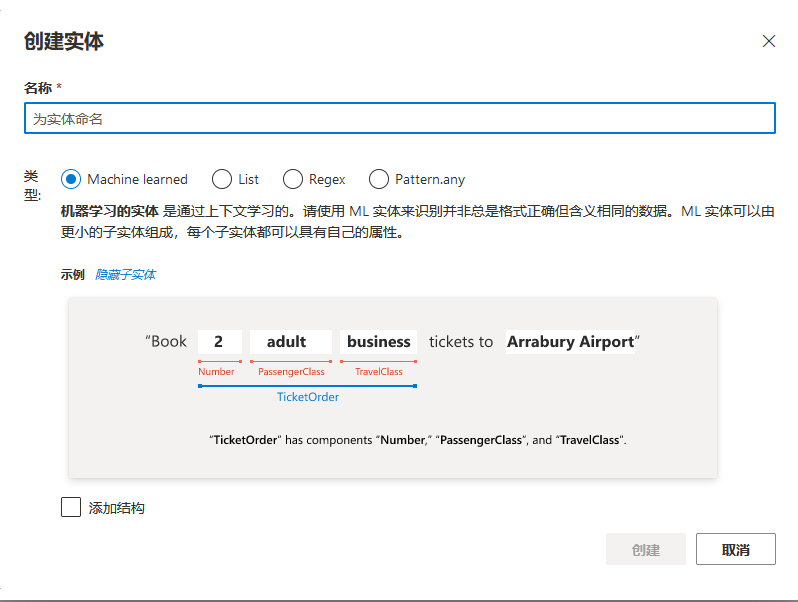 创建实体
名称 *
为实体命名
类型:
Machine learned List Regex Pattern.any
机器学习的实体 是通过上下文学习的。请使用 ML 实体来识别并非总是格式正确但含义相同的数据。ML 实体可以由
更小的子实体组成，每个子实体都可以具有自己的属性。
示例 隐藏子实体
“Book 2 adult business tickets to Arrabury Airport”
Number PassengerClass TravelClass
TicketOrder
“TicketOrder” has components “Number,” “PassengerClass”, and “TravelClass”.
添加结构
创建 取消